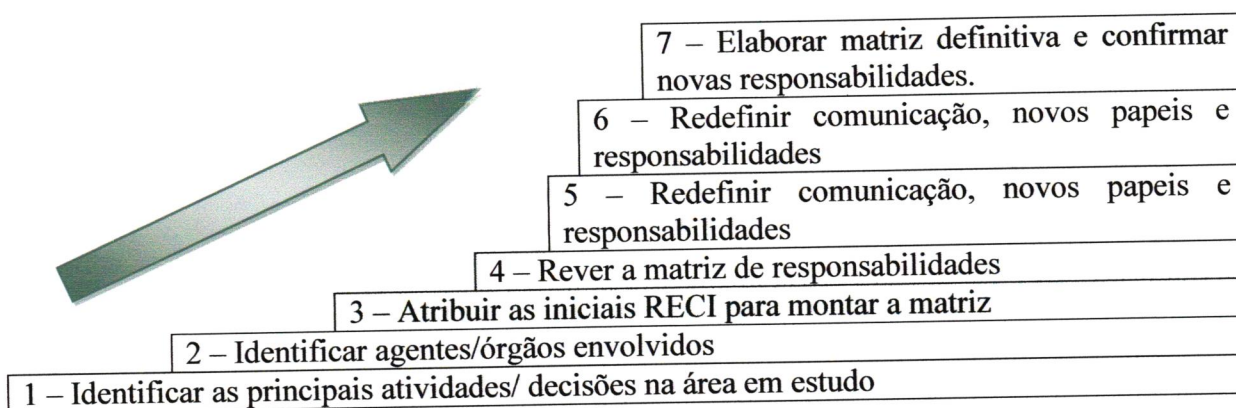 7 – Elaborar matriz definitiva e confirmar
novas responsabilidades.
6 – Redefinir comunicação, novos papeis e
responsabilidades
5 – Redefinir comunicação, novos papeis e
responsabilidades
4 – Rever a matriz de responsabilidades
3 – Atribuir as iniciais RECI para montar a matriz
2 – Identificar agentes/órgãos envolvidos
1 – Identificar as principais atividades/ decisões na área em estudo